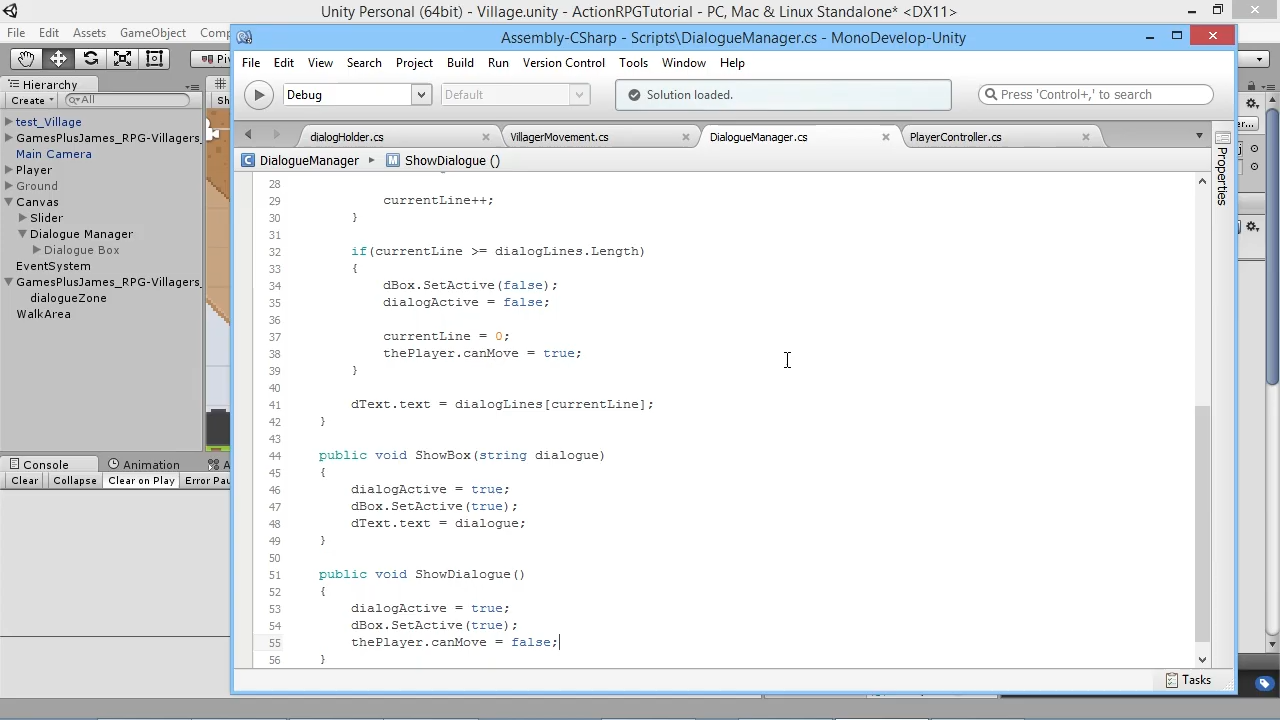 Unity Personal (64bit) - Village.unity - ActionRPGTutorial - PC, Mac & Linux Standalone* <DX11>
File Edit Assets GameObject
Assembly-CSharp - Scripts\DialogueManager.cs - MonoDevelop-Unity
File Edit View Search Project Build Run Version Control Tools Window Help
Debug Default Solution loaded. Press 'Control+,' to search
Hierarchy
Create All
test_Village
GamesPlusJames_RPG-Villagers_
Main Camera
Player
Ground
Canvas
Slider
Dialogue Manager
Dialogue Box
EventSystem
GamesPlusJames_RPG-Villagers_
dialogueZone
WalkArea
Console Animation
Clear Collapse Clear on Play Error Pau
dialogHolder.cs VillagerMovement.cs DialogueManager.cs PlayerController.cs
DialogueManager ShowDialogue ()
Properties
28
29 currentLine++;
30 }
31
32 if(currentLine >= dialogLines.Length)
33 {
34 dBox.SetActive(false);
35 dialogActive = false;
36
37 currentLine = 0;
38 thePlayer.canMove = true;
39 }
40
41 dText.text = dialogLines[currentLine];
42 }
43
44 public void ShowBox(string dialogue)
45 {
46 dialogActive = true;
47 dBox.SetActive(true);
48 dText.text = dialogue;
49 }
50
51 public void ShowDialogue()
52 {
53 dialogActive = true;
54 dBox.SetActive(true);
55 thePlayer.canMove = false;
56 }
Tasks